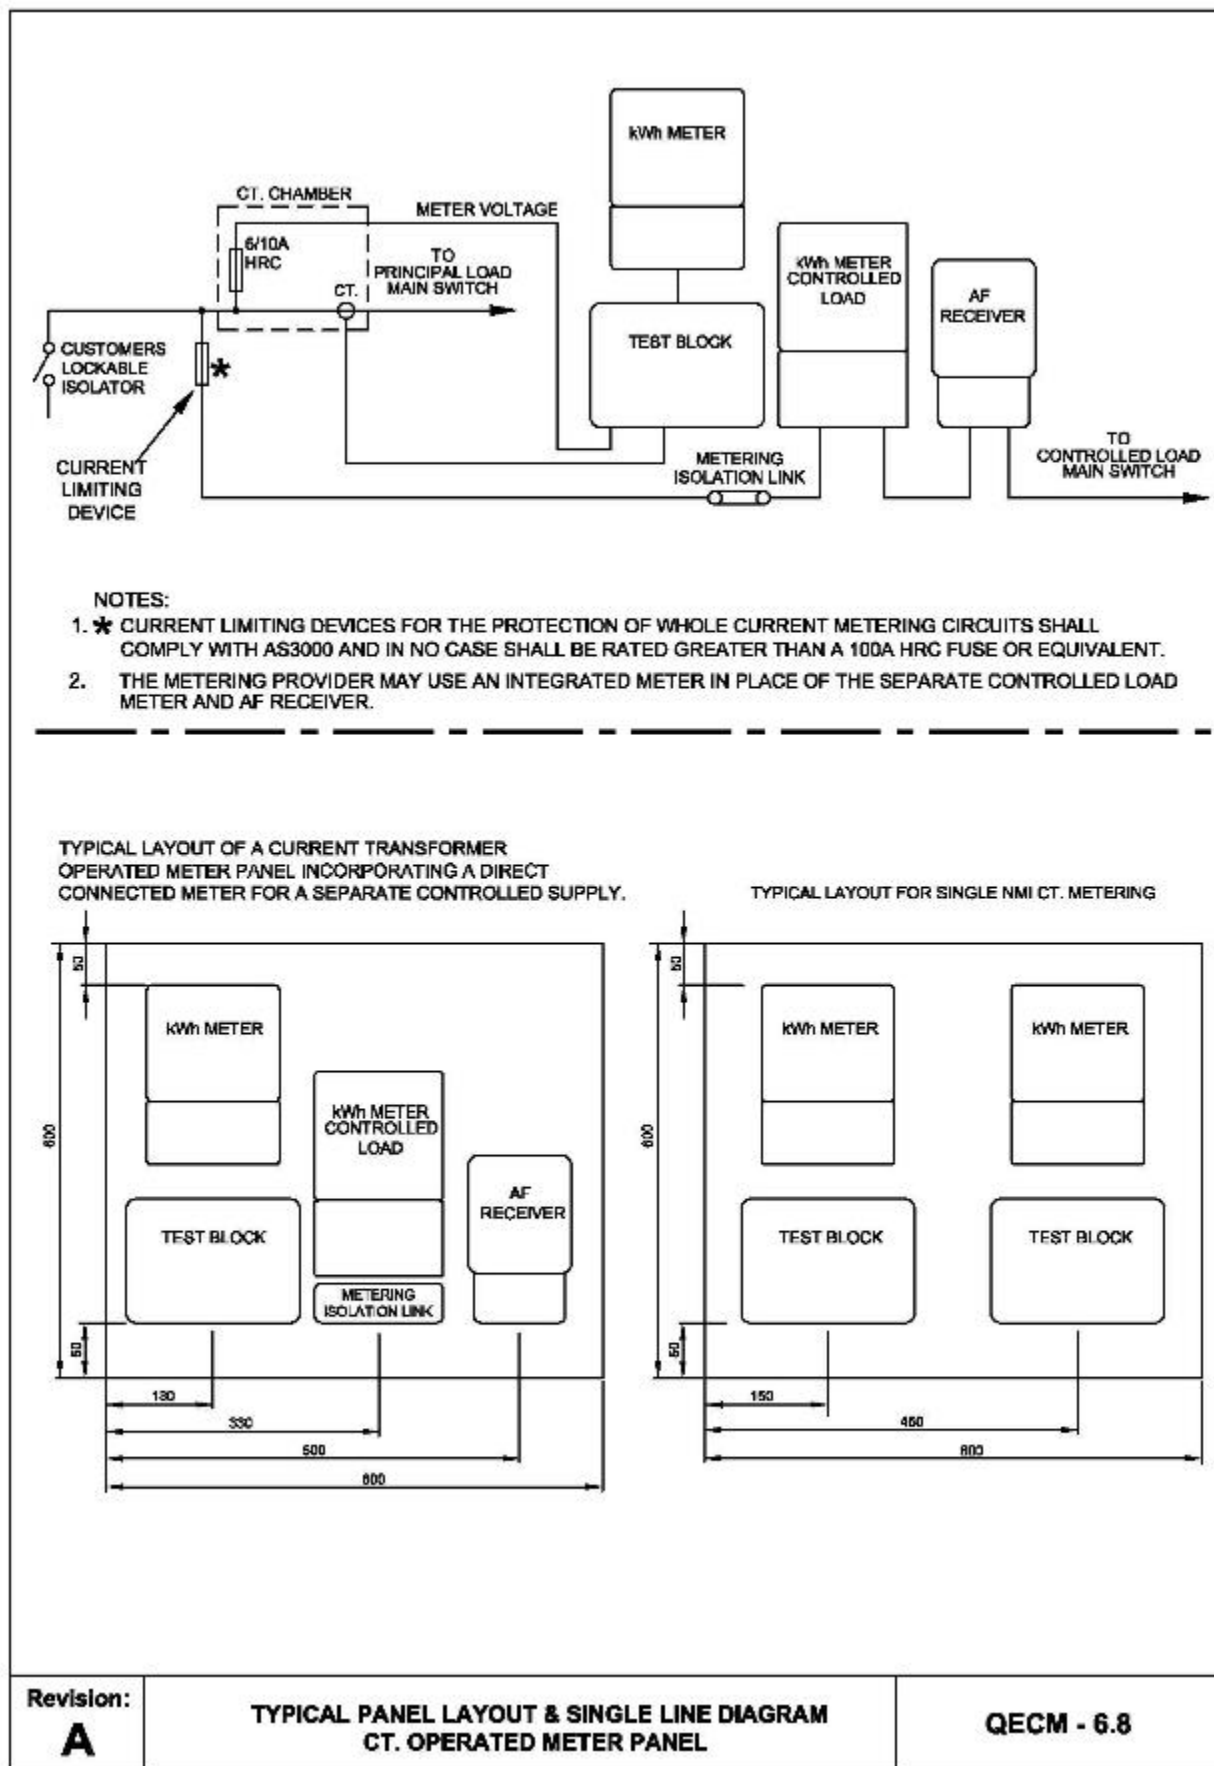 kWh METER
CT. CHAMBER
METER VOLTAGE
6/10A
HRC
TO
PRINCIPAL LOAD
MAIN SWITCH
CT.
kWh METER
CONTROLLED
LOAD
AF
RECEIVER
TEST BLOCK
CUSTOMERS
LOCKABLE
ISOLATOR
*
CURRENT
LIMITING
DEVICE
METERING
ISOLATION LINK
TO
CONTROLLED LOAD
MAIN SWITCH
NOTES:
1. * CURRENT LIMITING DEVICES FOR THE PROTECTION OF WHOLE CURRENT METERING CIRCUITS SHALL
COMPLY WITH AS3000 AND IN NO CASE SHALL BE RATED GREATER THAN A 100A HRC FUSE OR EQUIVALENT.
2. THE METERING PROVIDER MAY USE AN INTEGRATED METER IN PLACE OF THE SEPARATE CONTROLLED LOAD
METER AND AF RECEIVER.
TYPICAL LAYOUT OF A CURRENT TRANSFORMER
OPERATED METER PANEL INCORPORATING A DIRECT
CONNECTED METER FOR A SEPARATE CONTROLLED SUPPLY.
50
kWh METER
600
kWh METER
CONTROLLED
LOAD
AF
RECEIVER
TEST BLOCK
METERING
ISOLATION LINK
50
130
330
500
600
TYPICAL LAYOUT FOR SINGLE NMI CT. METERING
50
kWh METER
kWh METER
600
TEST BLOCK
TEST BLOCK
50
150
450
600
Revision:
A
TYPICAL PANEL LAYOUT & SINGLE LINE DIAGRAM
CT. OPERATED METER PANEL
QECM - 6.8